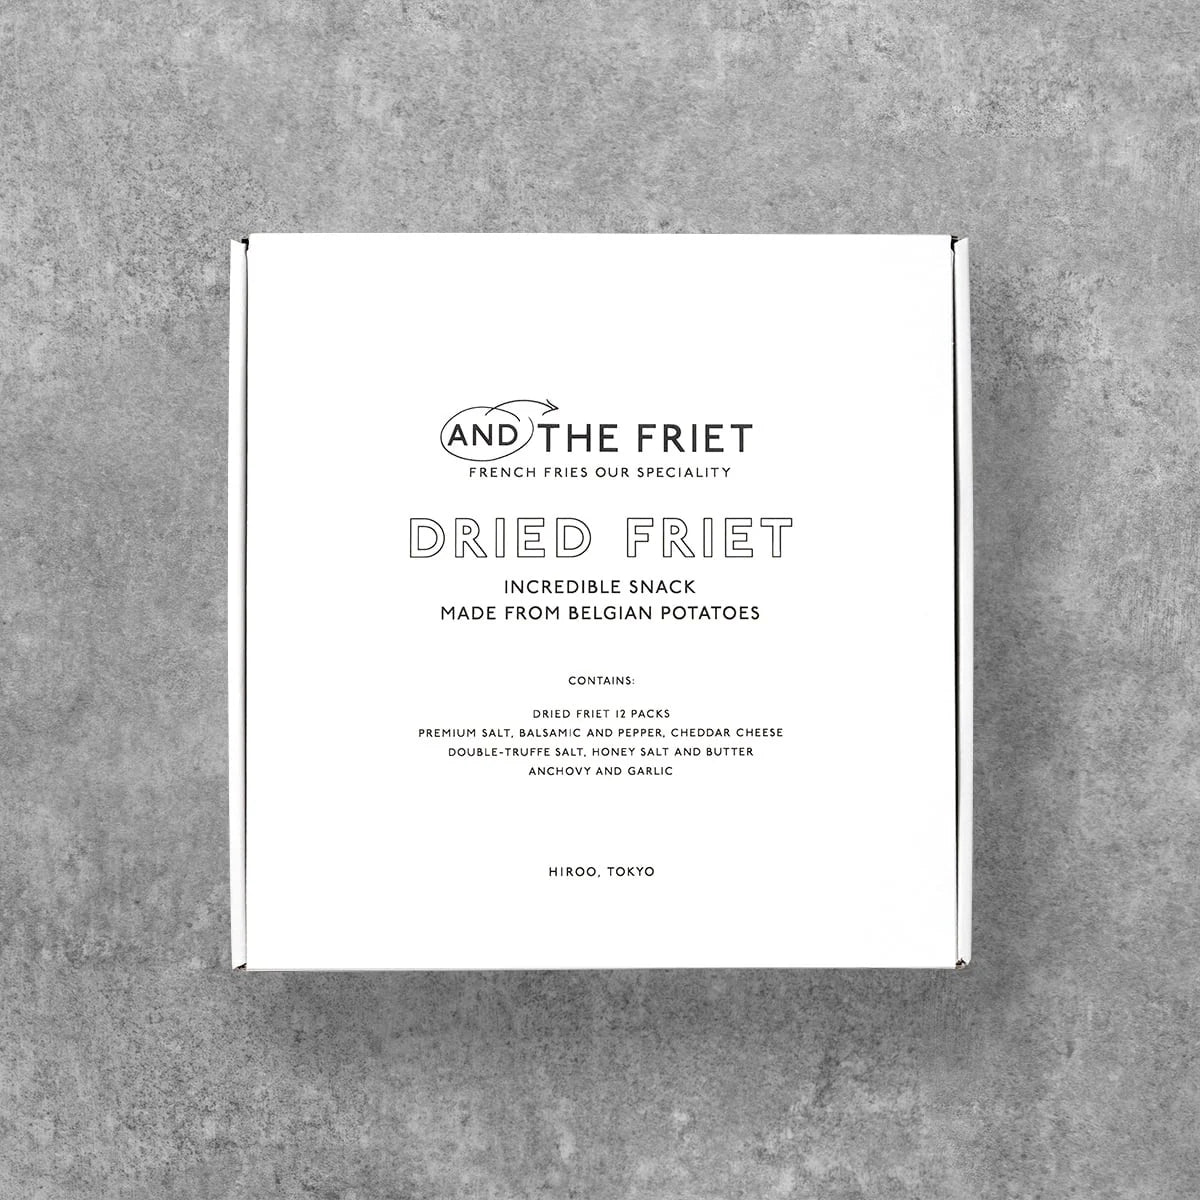 AND THE FRIET
FRENCH FRIES OUR SPECIALITY
DRIED FRIET
INCREDIBLE SNACK
MADE FROM BELGIAN POTATOES
CONTAINS:
DRIED FRIET 12 PACKS
PREMIUM SALT, BALSAMIC AND PEPPER, CHEDDAR CHEESE
DOUBLE-TRUFFE SALT, HONEY SALT AND BUTTER
ANCHOVY AND GARLIC
HIROO, TOKYO